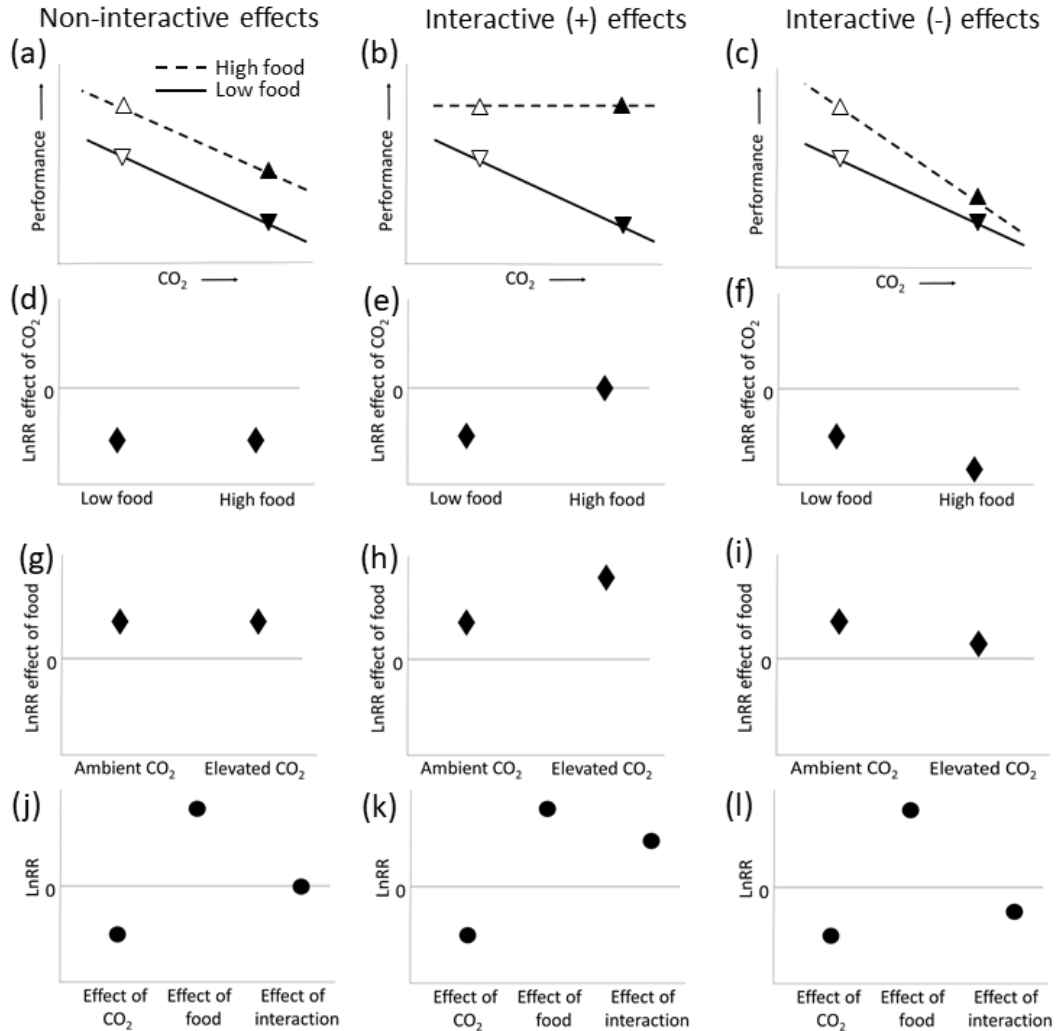 Non-interactive effects
Interactive (+) effects
Interactive (-) effects
(a)
High food
Low food
Performance
CO₂
(b)
Performance
CO₂
(c)
Performance
CO₂
(d)
LnRR effect of CO₂
0
Low food
High food
(e)
LnRR effect of CO₂
0
Low food
High food
(f)
LnRR effect of CO₂
0
Low food
High food
(g)
LnRR effect of food
0
Ambient CO₂
Elevated CO₂
(h)
LnRR effect of food
0
Ambient CO₂
Elevated CO₂
(i)
LnRR effect of food
0
Ambient CO₂
Elevated CO₂
(j)
LnRR
0
Effect of
CO₂
Effect of
food
Effect of
interaction
(k)
LnRR
0
Effect of
CO₂
Effect of
food
Effect of
interaction
(l)
LnRR
0
Effect of
CO₂
Effect of
food
Effect of
interaction